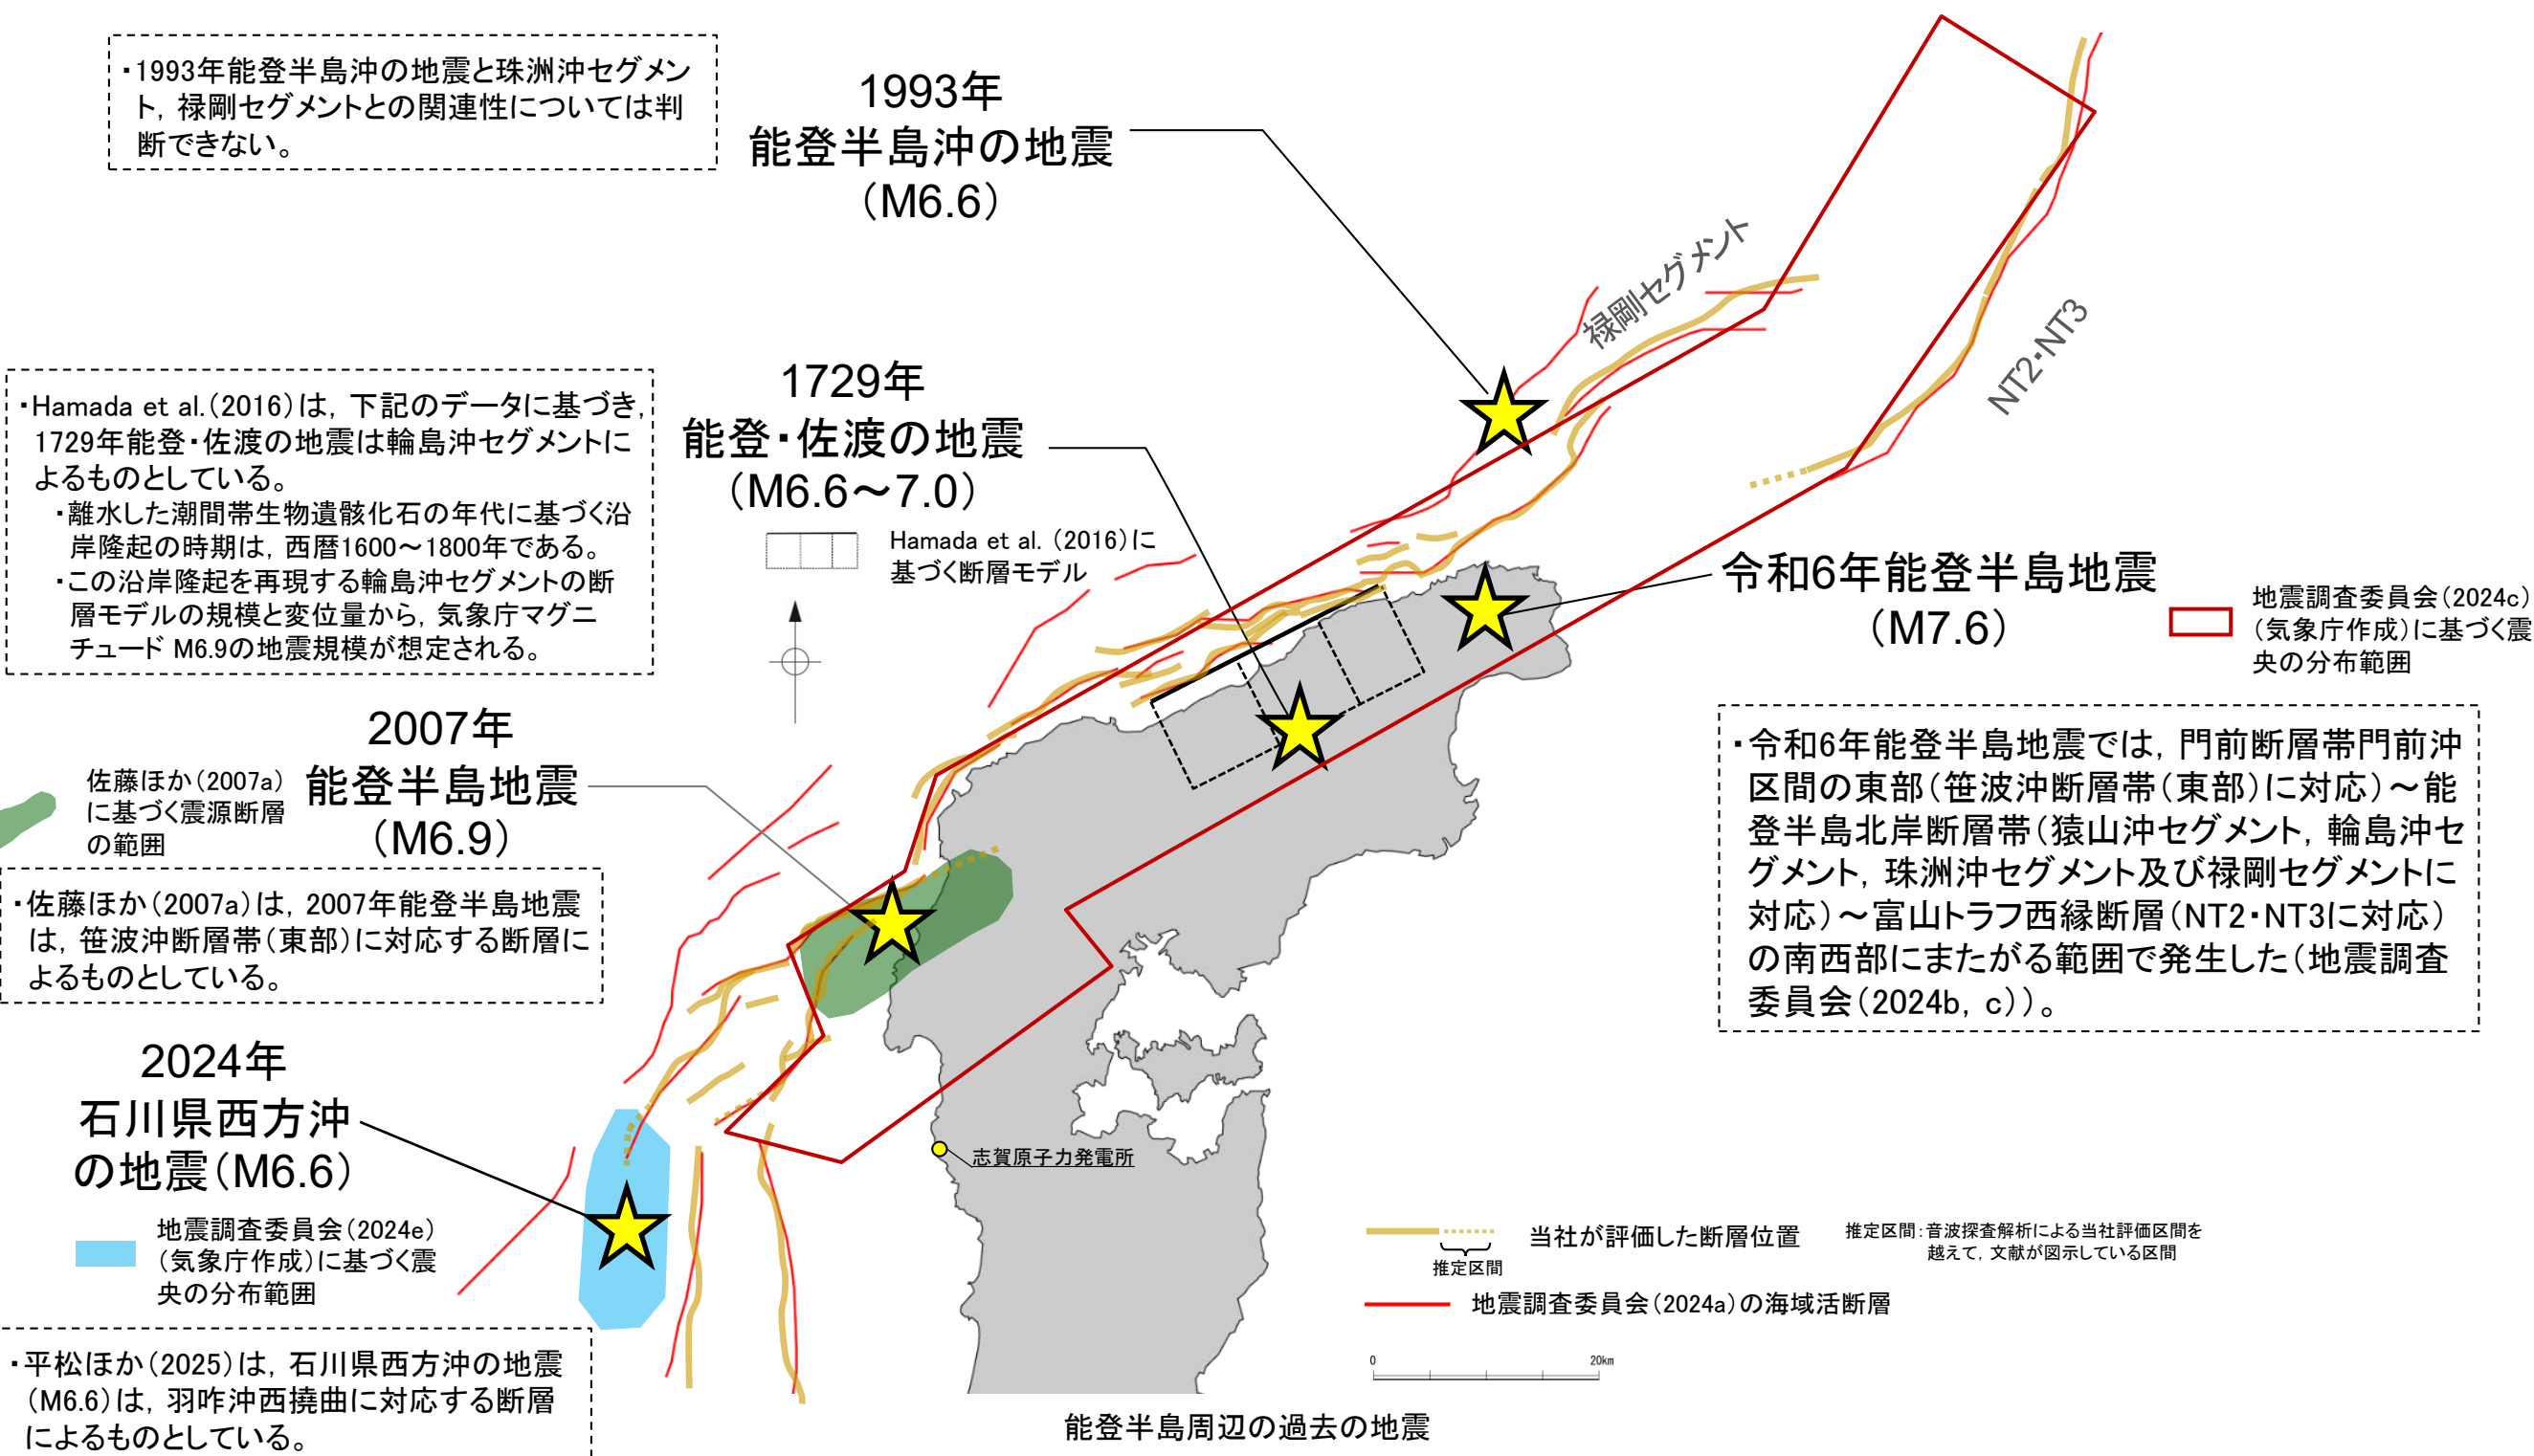 ・1993年能登半島沖の地震と珠洲沖セグメン
ト，禄剛セグメントとの関連性については判
断できない。
1993年
能登半島沖の地震
（M6.6）
禄剛セグメント
NT2・NT3
・Hamada et al.（2016）は，下記のデータに基づき，
1729年能登・佐渡の地震は輪島沖セグメントに
よるものとしている。
・離水した潮間帯生物遺骸化石の年代に基づく沿
岸隆起の時期は，西暦1600～1800年である。
・この沿岸隆起を再現する輪島沖セグメントの断
層モデルの規模と変位量から，気象庁マグニ
チュード M6.9の地震規模が想定される。
1729年
能登・佐渡の地震
（M6.6～7.0）
Hamada et al.（2016）に
基づく断層モデル
令和6年能登半島地震
（M7.6）
地震調査委員会（2024c）
（気象庁作成）に基づく震
央の分布範囲
・令和6年能登半島地震では，門前断層帯門前沖
区間の東部（笹波沖断層帯（東部）に対応）～能
登半島北岸断層帯（猿山沖セグメント，輪島沖セ
グメント，珠洲沖セグメント及び禄剛セグメントに
対応）～富山トラフ西縁断層（NT2・NT3に対応）
の南西部にまたがる範囲で発生した（地震調査
委員会（2024b, c））。
2007年
能登半島地震
（M6.9）
佐藤ほか（2007a）
に基づく震源断層
の範囲
・佐藤ほか（2007a）は，2007年能登半島地震
は，笹波沖断層帯（東部）に対応する断層に
よるものとしている。
2024年
石川県西方沖
の地震（M6.6）
地震調査委員会（2024e）
（気象庁作成）に基づく震
央の分布範囲
・平松ほか（2025）は，石川県西方沖の地震
（M6.6）は，羽咋沖西撓曲に対応する断層
によるものとしている。
志賀原子力発電所
当社が評価した断層位置
推定区間
推定区間：音波探査解析による当社評価区間を
越えて，文献が図示している区間
地震調査委員会（2024a）の海域活断層
0 20km
能登半島周辺の過去の地震